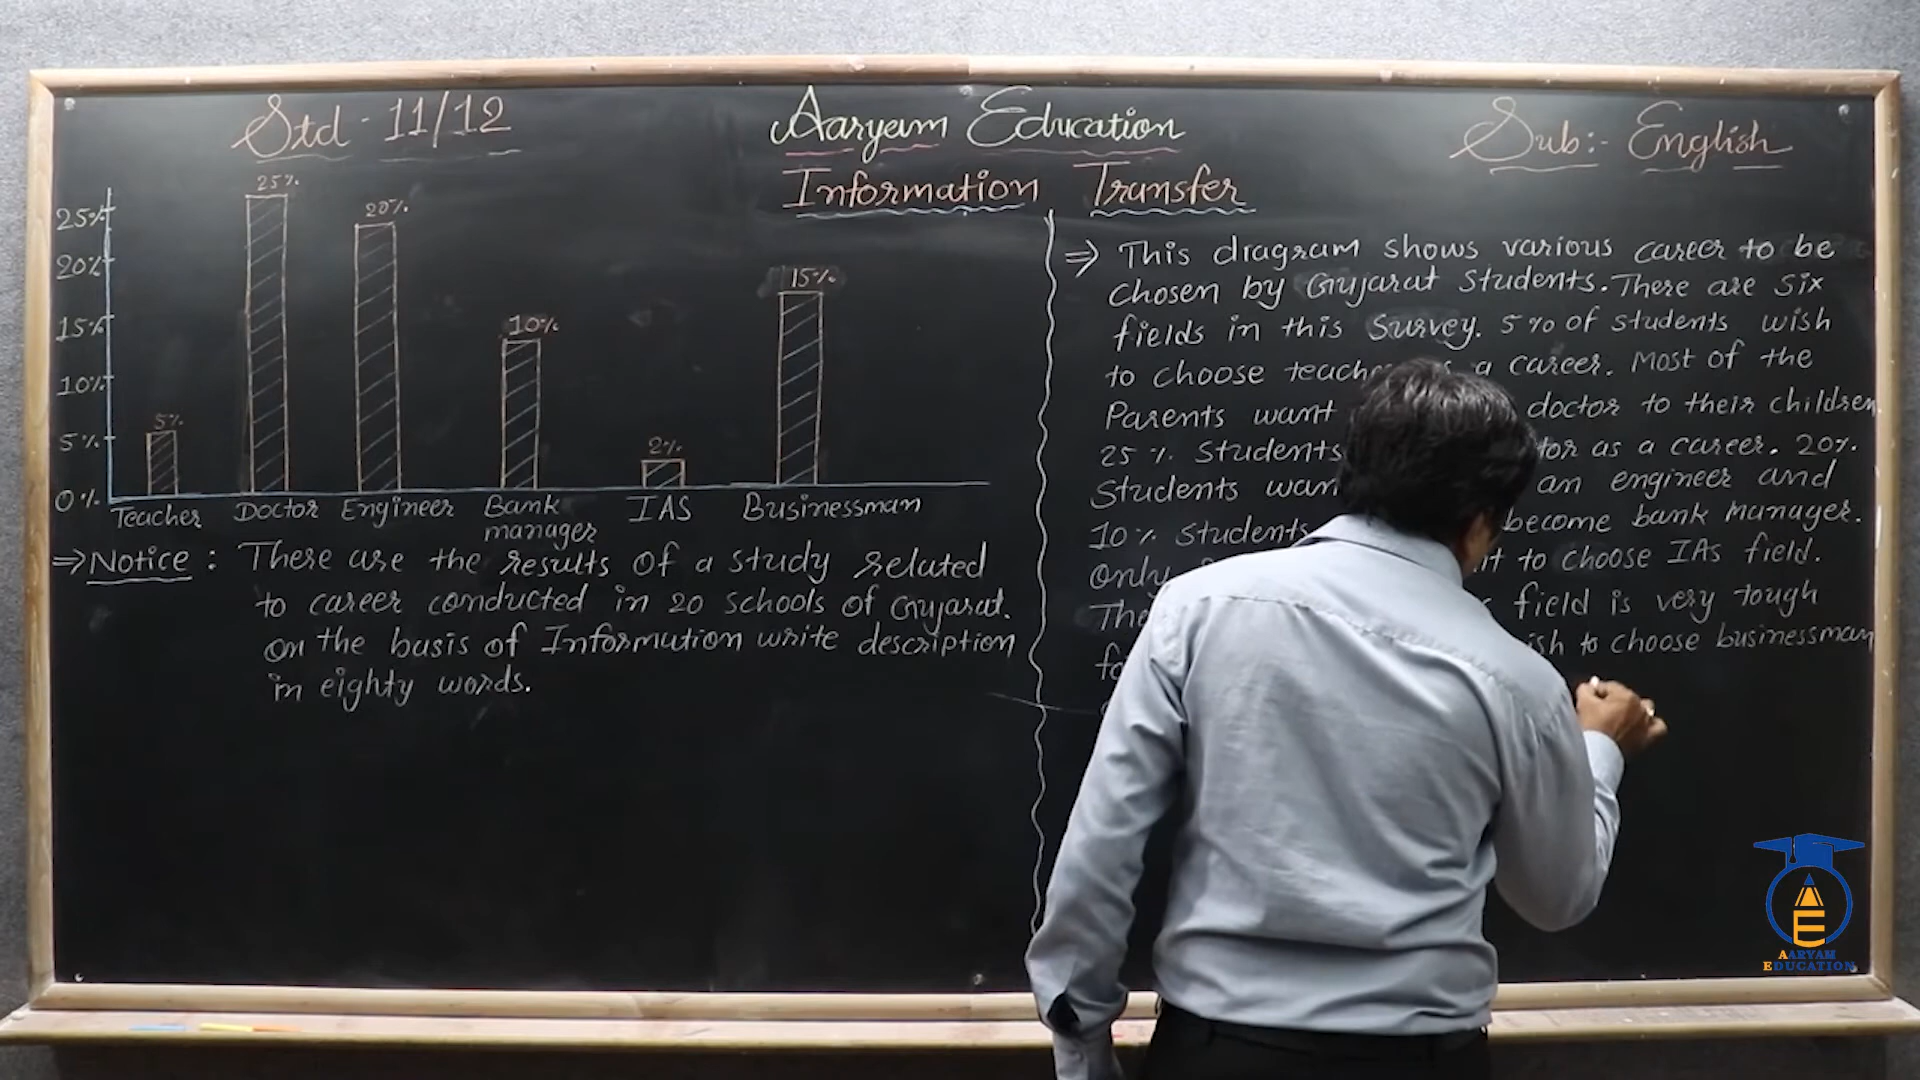 Std - 11/12
Aaryam Education
Sub:- English
Information Transfer
25%
20%
15%
10%
5%
0%
5%
25%
20%
10%
2%
15%
Teacher
Doctor
Engineer
Bank
manager
IAS
Businessman
⇒ Notice : There are the results of a study related
to career conducted in 20 schools of Gujarat.
on the basis of Information write description
in eighty words.
⇒ This diagram shows various career to be
chosen by Gujarat students. There are six
fields in this survey. 5% of students wish
to choose a career. Most of the
Parents want doctor to their children
25% students as a career. 20%
Students an engineer and
10% students become bank manager.
only to choose IAS field.
field is very tough
to choose businessman
AARYAM
EDUCATION